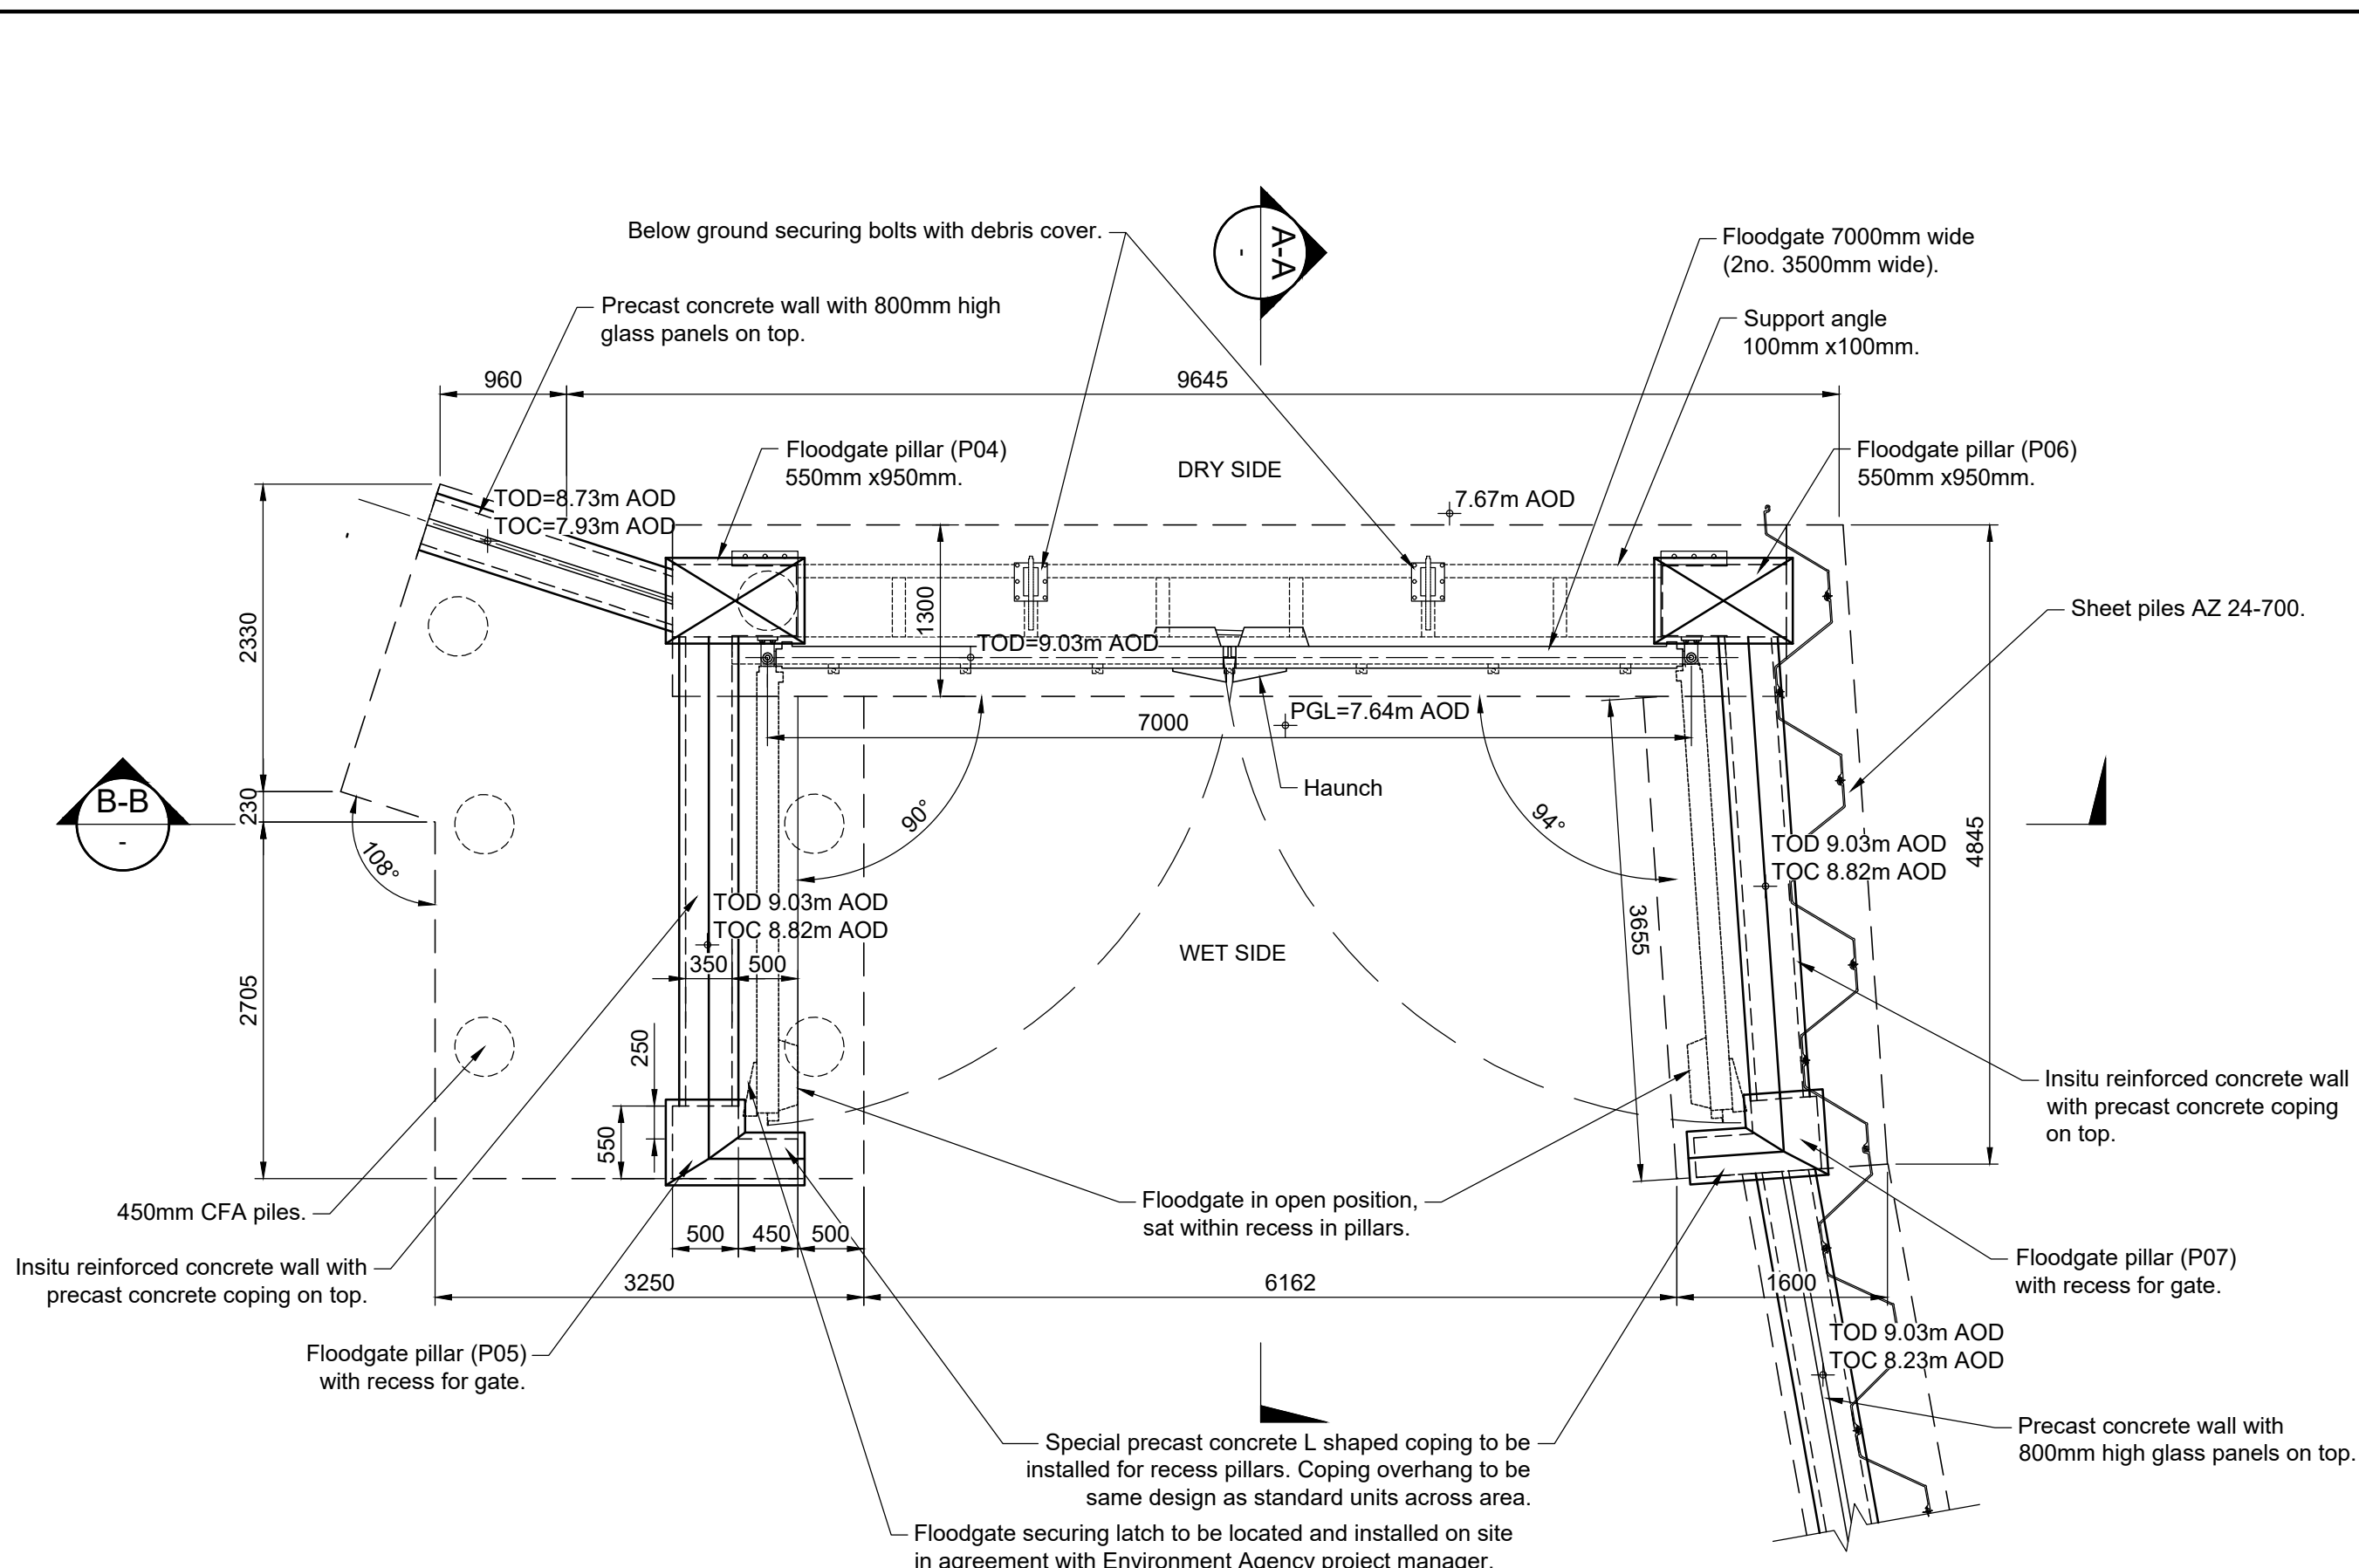 Below ground securing bolts with debris cover.
A-A
-
Floodgate 7000mm wide
(2no. 3500mm wide).
Precast concrete wall with 800mm high
glass panels on top.
Support angle
100mm x100mm.
960
9645
Floodgate pillar (P04)
550mm x950mm.
DRY SIDE
Floodgate pillar (P06)
550mm x950mm.
TOD=8.73m AOD
TOC=7.93m AOD
7.67m AOD
Sheet piles AZ 24-700.
2330
1300
TOD=9.03m AOD
PGL=7.64m AOD
7000
Haunch
B-B
-
230
90°
94°
108°
TOD 9.03m AOD
TOC 8.82m AOD
4845
TOD 9.03m AOD
TOC 8.82m AOD
3655
WET SIDE
350
500
2705
250
550
Insitu reinforced concrete wall
with precast concrete coping
on top.
450mm CFA piles.
Floodgate in open position,
sat within recess in pillars.
500
450
500
Insitu reinforced concrete wall with
precast concrete coping on top.
3250
6162
1600
Floodgate pillar (P07)
with recess for gate.
Floodgate pillar (P05)
with recess for gate.
TOD 9.03m AOD
TOC 8.23m AOD
Special precast concrete L shaped coping to be
installed for recess pillars. Coping overhang to be
same design as standard units across area.
Precast concrete wall with
800mm high glass panels on top.
Floodgate securing latch to be located and installed on site
in agreement with Environment Agency project manager.